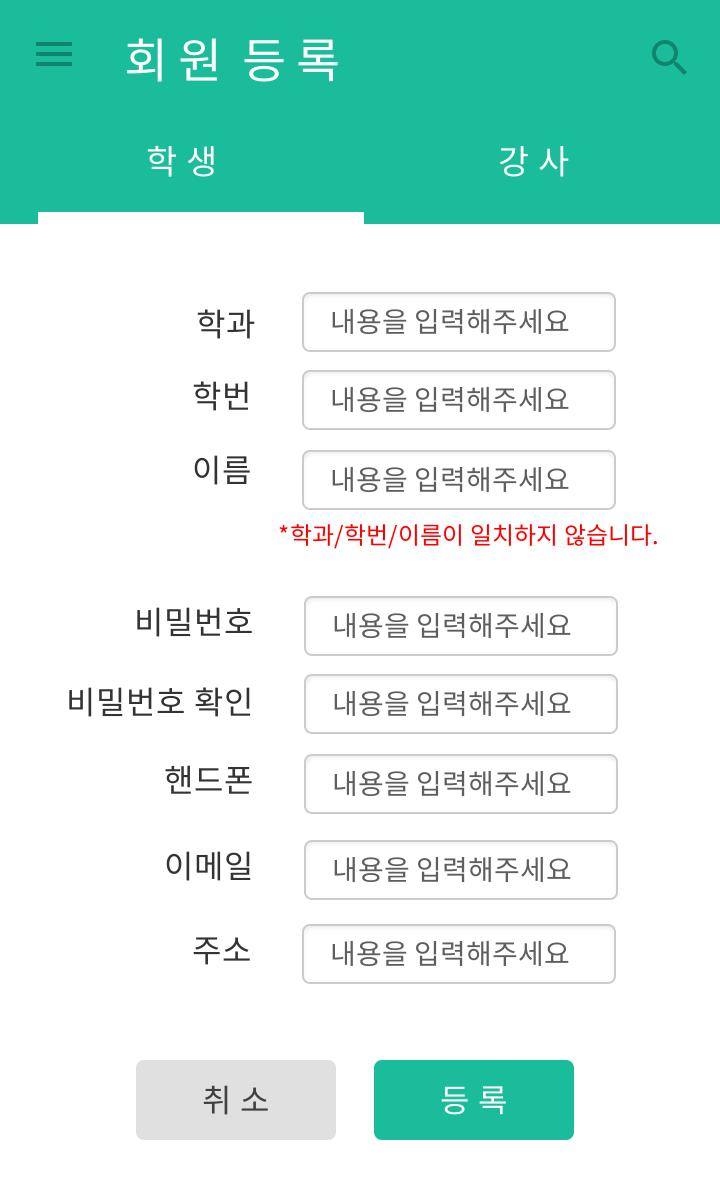 회원 등록
학생 강사
학과 내용을 입력해주세요
학번 내용을 입력해주세요
이름 내용을 입력해주세요
*학과/학번/이름이 일치하지 않습니다.
비밀번호 내용을 입력해주세요
비밀번호 확인 내용을 입력해주세요
핸드폰 내용을 입력해주세요
이메일 내용을 입력해주세요
주소 내용을 입력해주세요
취소 등록